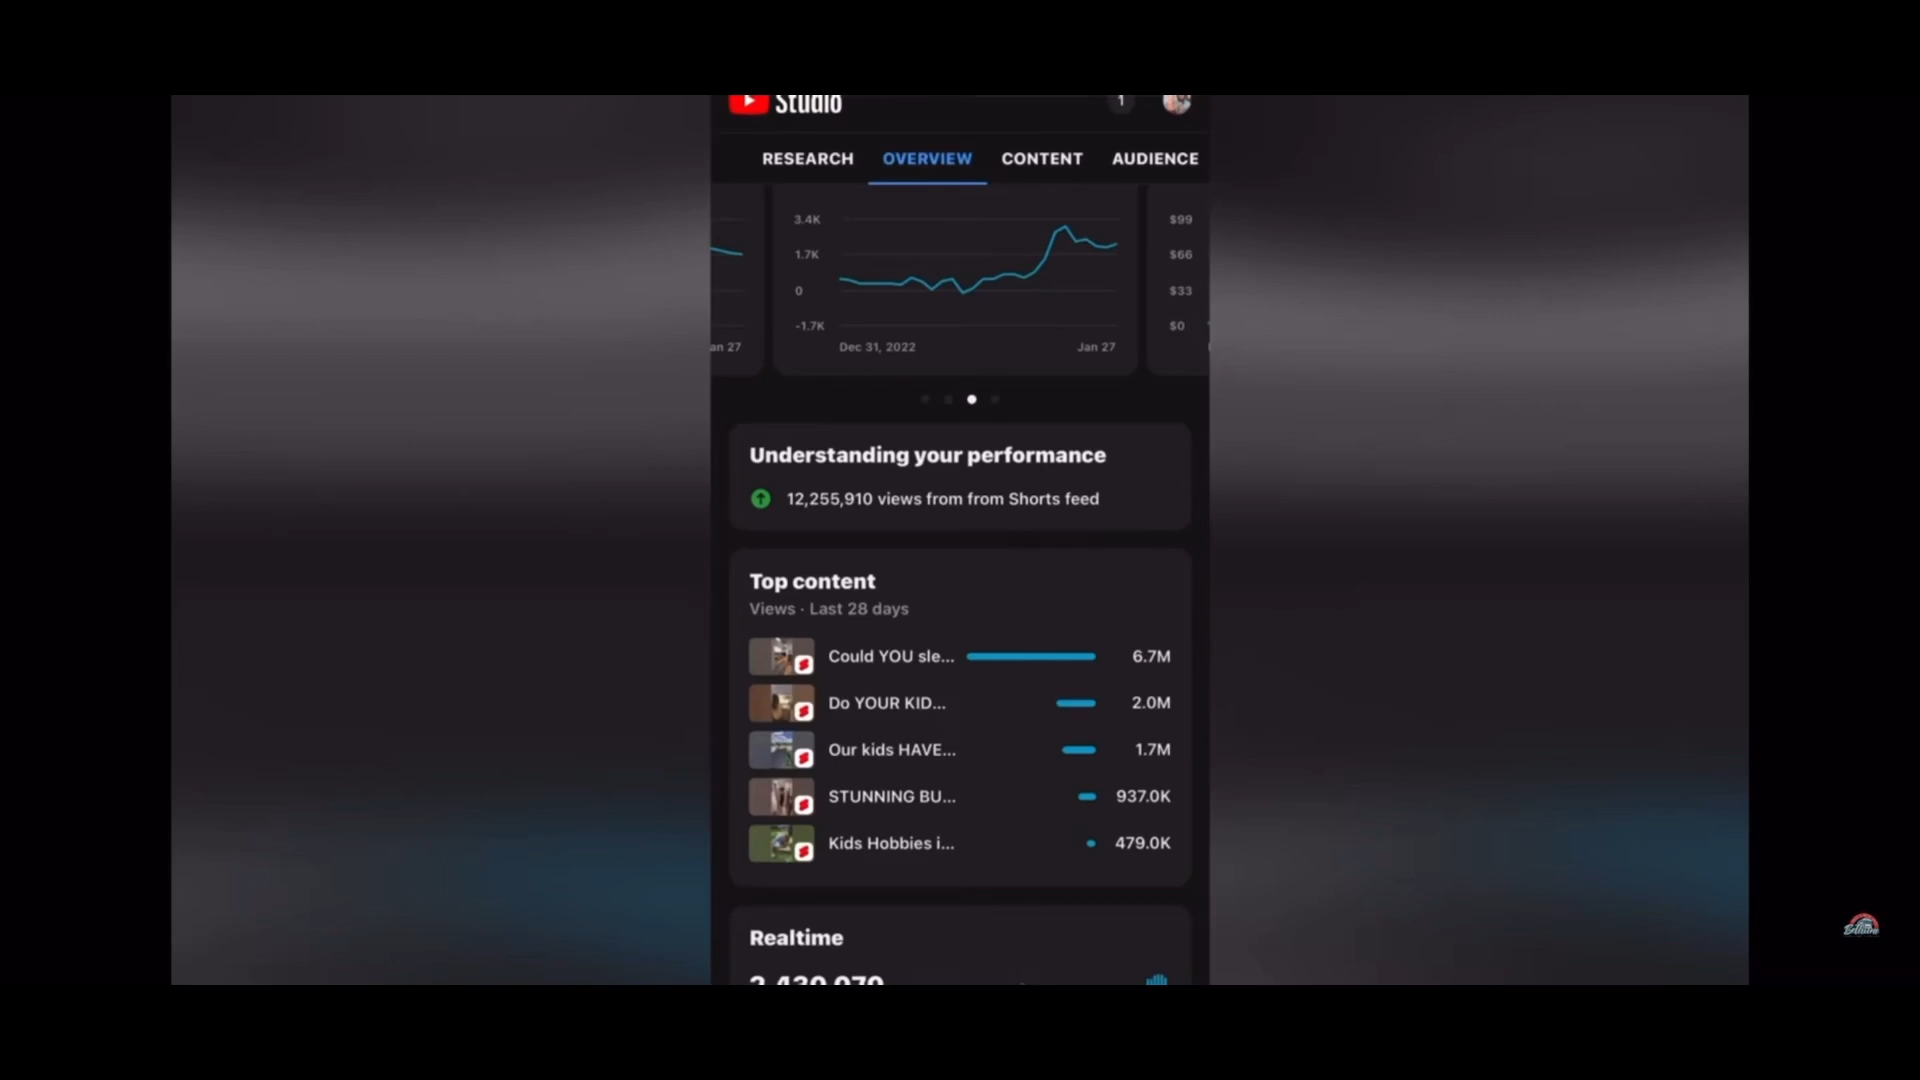 Studio
1
RESEARCH OVERVIEW CONTENT AUDIENCE
3.4K
1.7K
0
-1.7K
Dec 31, 2022 Jan 27
an 27
$99
$66
$33
$0
Understanding your performance
12,255,910 views from from Shorts feed
Top content
Views · Last 28 days
Could YOU sle... 6.7M
Do YOUR KID... 2.0M
Our kids HAVE... 1.7M
STUNNING BU... 937.0K
Kids Hobbies i... 479.0K
Realtime